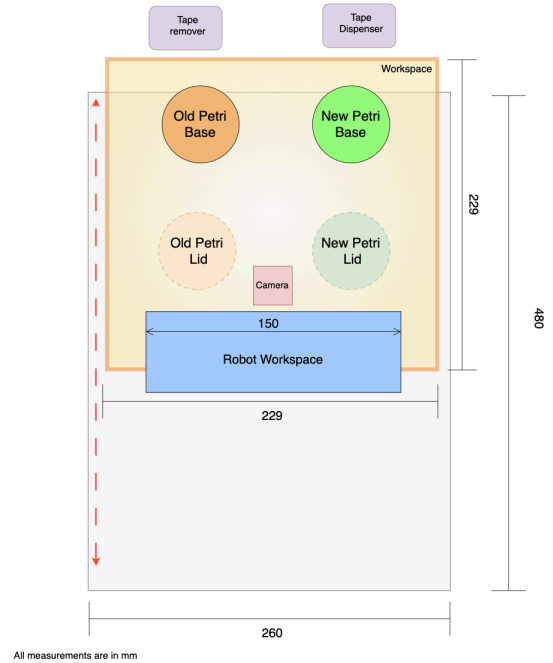 Tape
remover
Tape
Dispenser
Workspace
Old Petri
Base
New Petri
Base
229
Old Petri
Lid
New Petri
Lid
Camera
480
150
Robot Workspace
229
260
All measurements are in mm